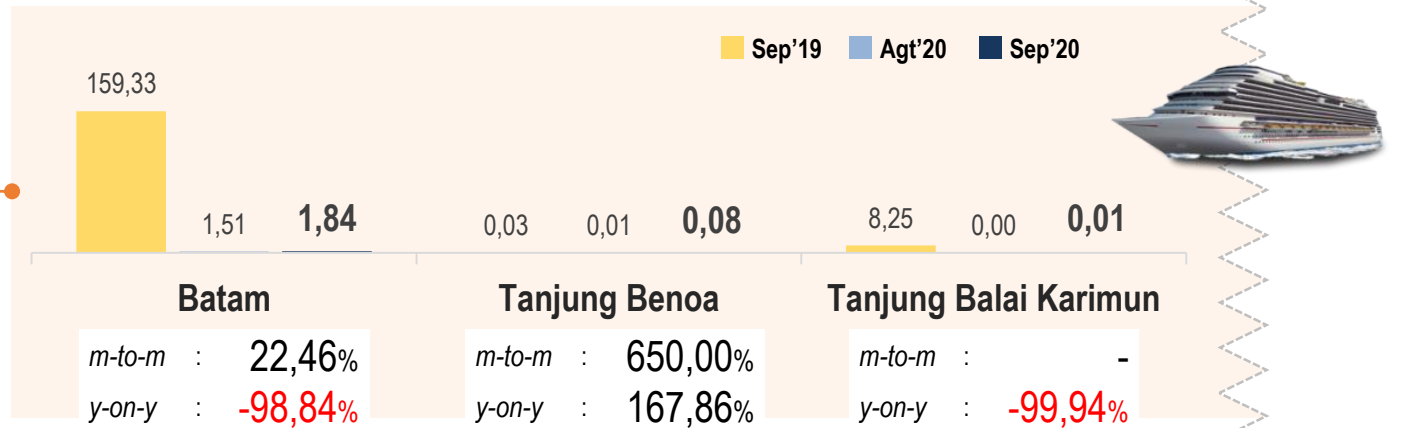 Sep’19 Agt’20 Sep’20
159,33 1,51 1,84 0,03 0,01 0,08 8,25 0,00 0,01
Batam Tanjung Benoa Tanjung Balai Karimun
m-to-m : 22,46% m-to-m : 650,00% m-to-m : -
y-on-y : -98,84% y-on-y : 167,86% y-on-y : -99,94%